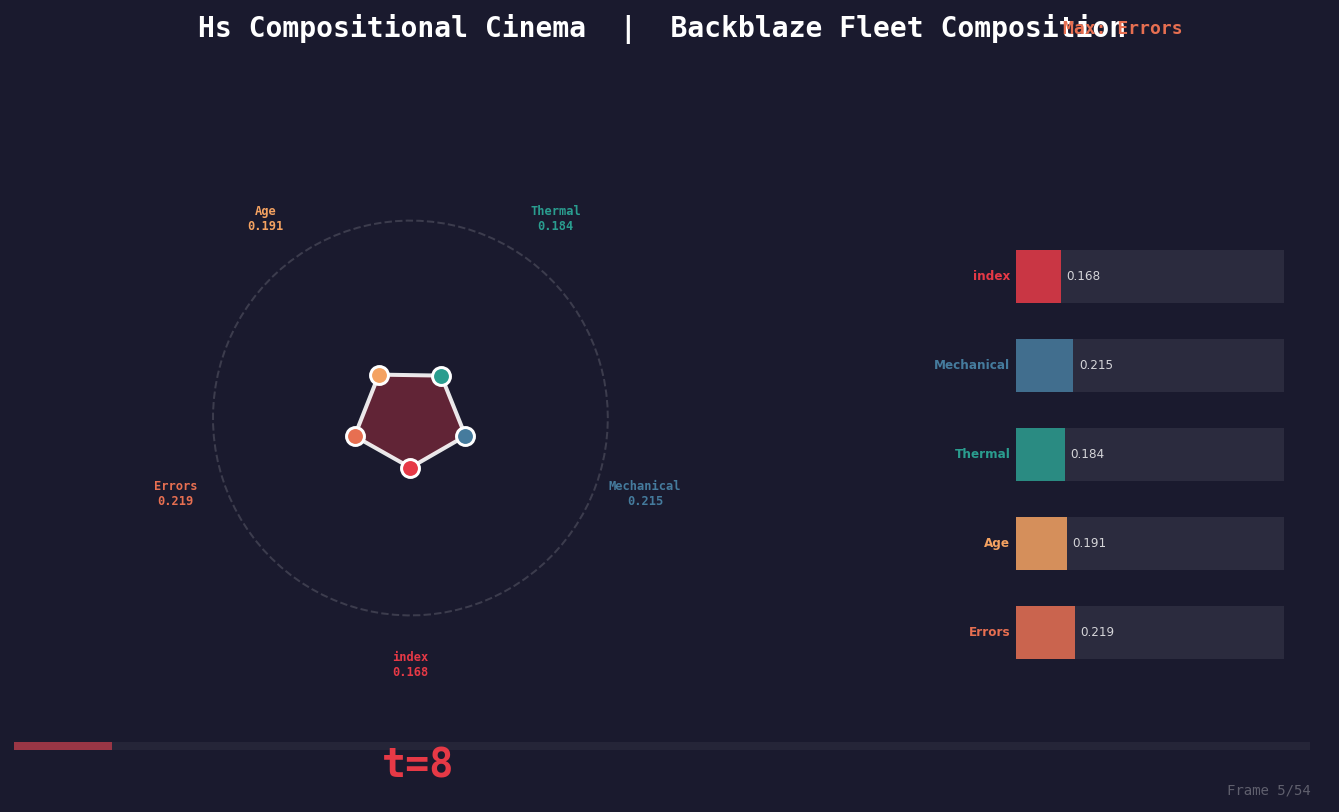 Hs Compositional Cinema | Backblaze Fleet Composition
Max: Errors
Age
0.191
Thermal
0.184
Errors
0.219
Mechanical
0.215
index
0.168
index 0.168
Mechanical 0.215
Thermal 0.184
Age 0.191
Errors 0.219
t=8
Frame 5/54